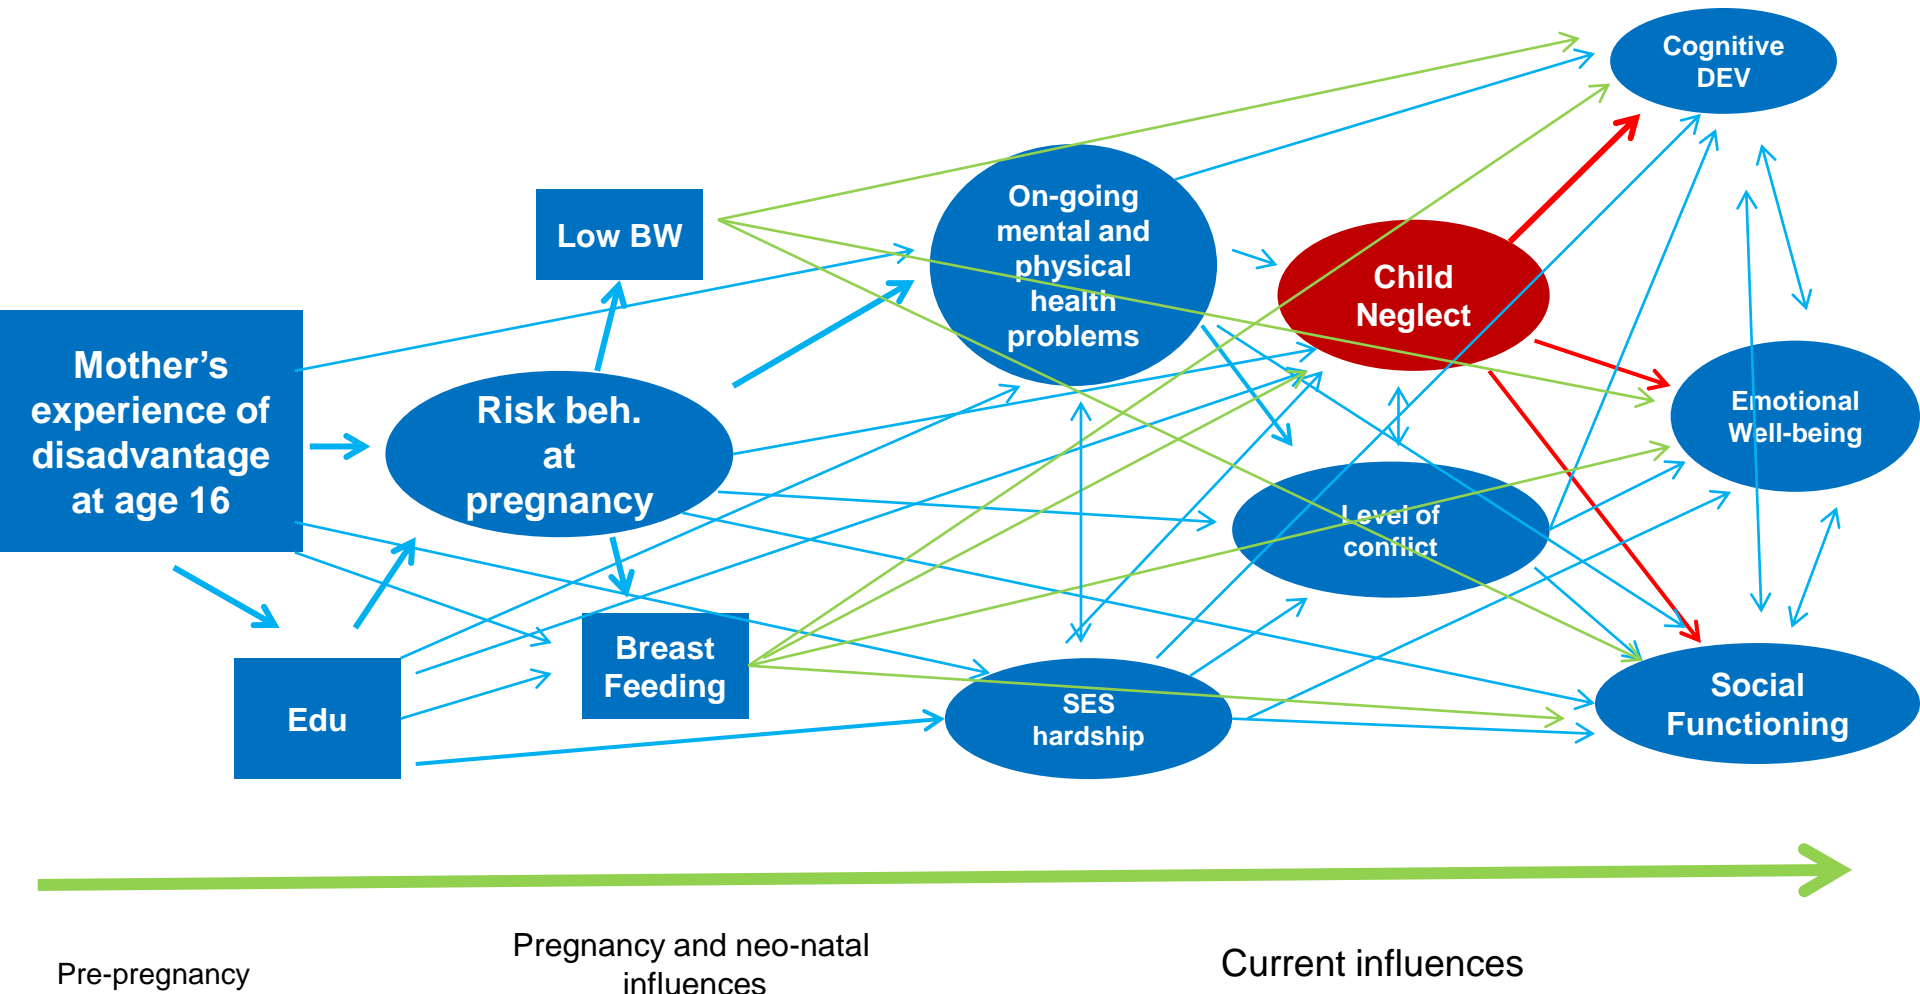 Cognitive
DEV
On-going
mental and
physical
health
problems
Low BW
Child
Neglect
Mother’s
experience of
disadvantage
at age 16
Risk beh.
at
pregnancy
Emotional
Well-being
Level of
conflict
Breast
Feeding
Edu
SES
hardship
Social
Functioning
Pre-pregnancy
Pregnancy and neo-natal
influences
Current influences